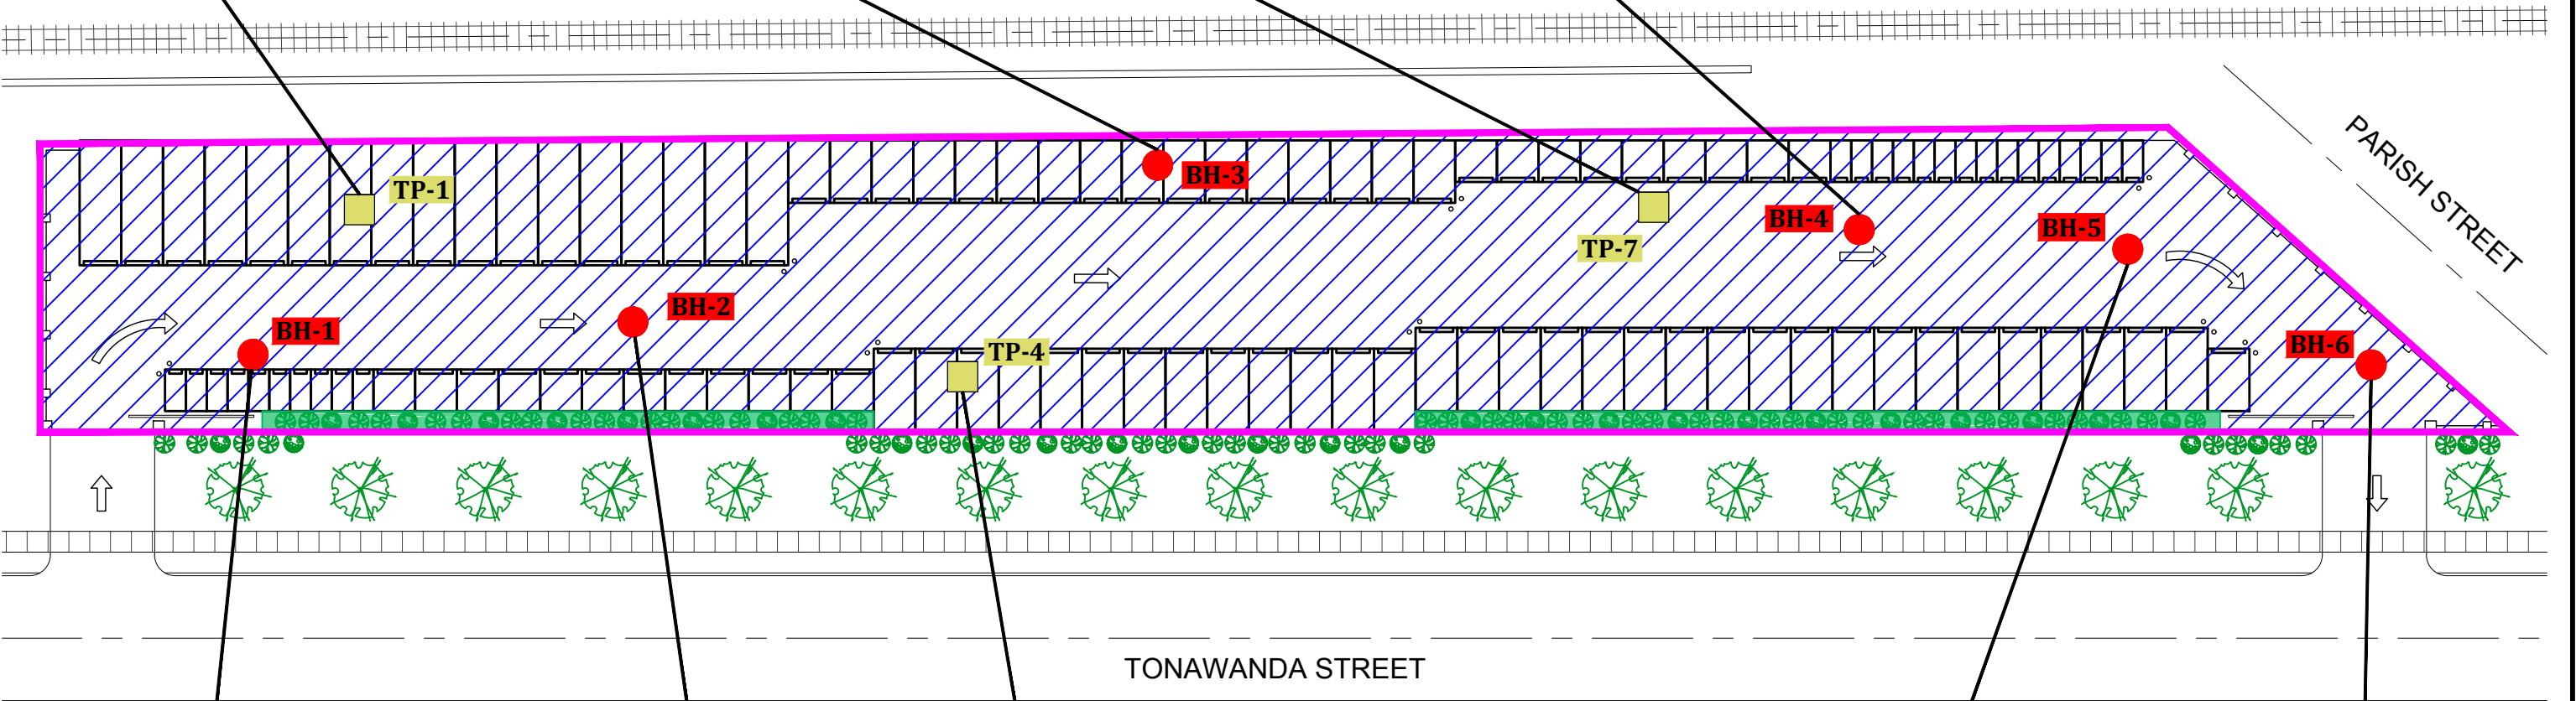 PARISH STREET
TP-1
BH-3
BH-4
BH-5
TP-7
BH-2
BH-1
TP-4
BH-6
TONAWANDA STREET